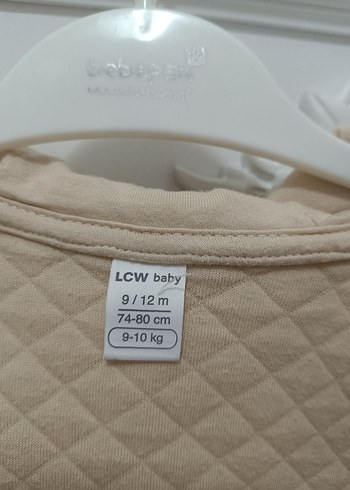 LCW baby
9 / 12 m
74-80 cm
9-10 kg